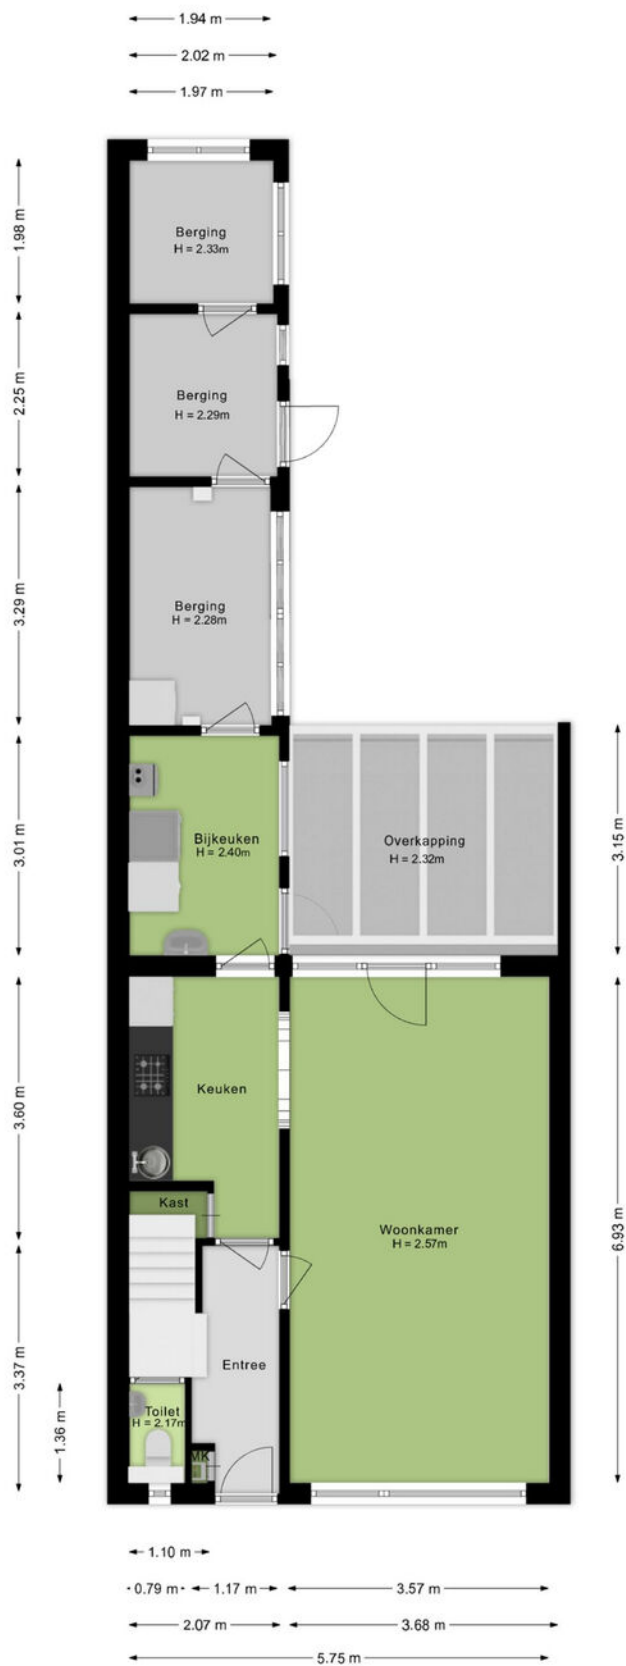 1.94 m
2.02 m
1.97 m
1.98 m
Berging
H = 2.33m
2.25 m
Berging
H = 2.29m
3.29 m
Berging
H = 2.28m
3.01 m
Bijkeuken
H = 2.40m
Overkapping
H = 2.32m
3.15 m
3.60 m
Keuken
Kast
Woonkamer
H = 2.57m
6.93 m
3.37 m
Entree
1.36 m
Toilet
H = 2.17m
MK
1.10 m
0.79 m
1.17 m
3.57 m
2.07 m
3.68 m
5.75 m